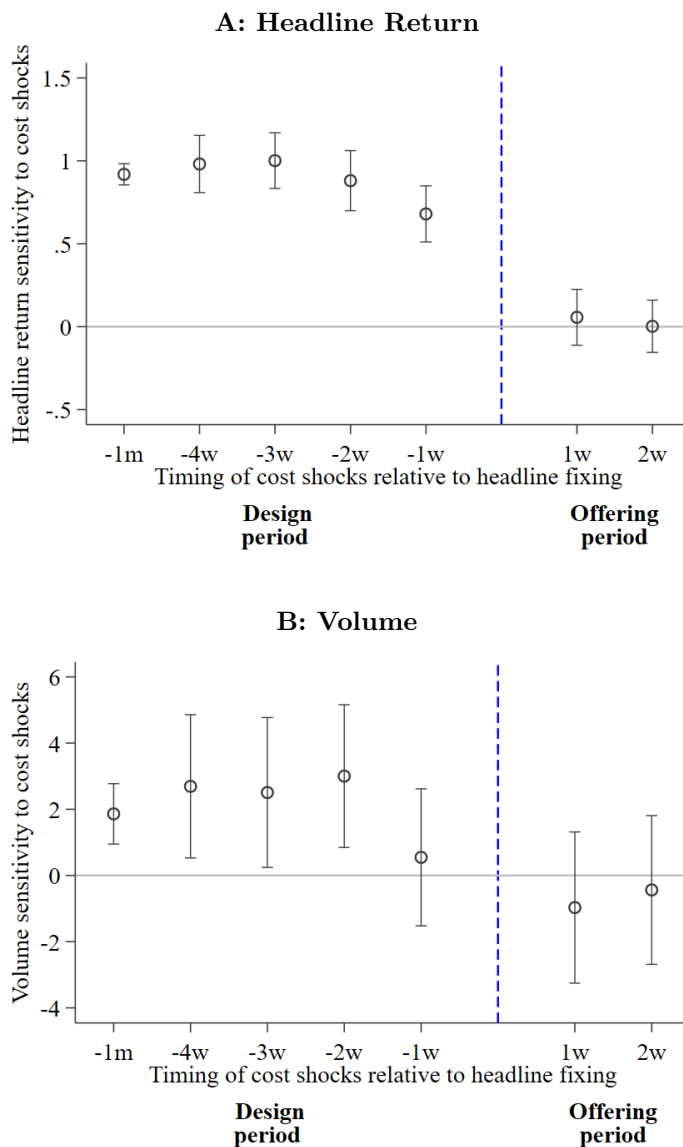 A: Headline Return
Headline return sensitivity to cost shocks
1.5
1
.5
0
-.5
-1m -4w -3w -2w -1w 1w 2w
Timing of cost shocks relative to headline fixing
Design period
Offering period
B: Volume
Volume sensitivity to cost shocks
6
4
2
0
-2
-4
-1m -4w -3w -2w -1w 1w 2w
Timing of cost shocks relative to headline fixing
Design period
Offering period